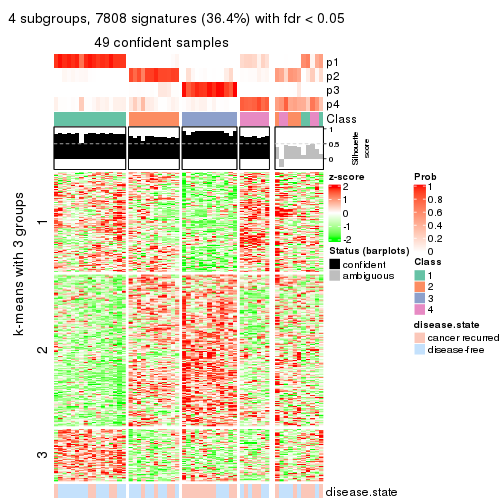 4 subgroups, 7808 signatures (36.4%) with fdr < 0.05
49 confident samples
p1
p2
p3
p4
Class
1
0.5
0
Silhouette
score
k-means with 3 groups
1
2
3
disease.state
z-score
2
1
0
-1
-2
Status (barplots)
confident
ambiguous
Prob
1
0.8
0.6
0.4
0.2
0
Class
1
2
3
4
disease.state
cancer recurred
disease-free